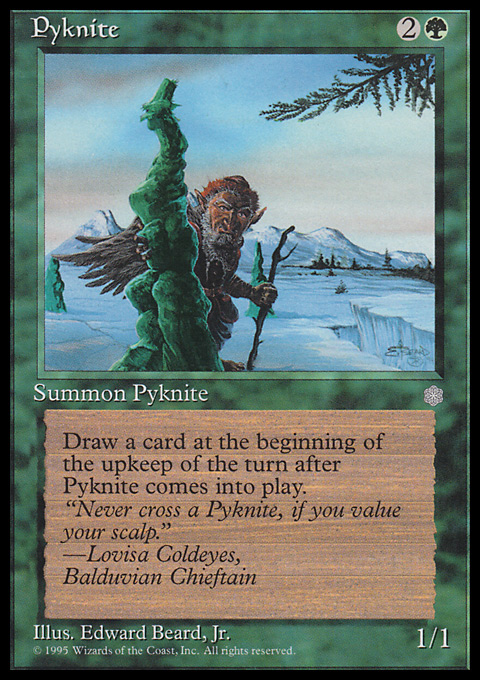 Pyknite 2
Summon Pyknite
Draw a card at the beginning of
the upkeep of the turn after
Pyknite comes into play.
“Never cross a Pyknite, if you value
your scalp.”
—Lovisa Coldeyes,
Balduvian Chieftain
Illus. Edward Beard, Jr.
© 1995 Wizards of the Coast, Inc. All rights reserved.
1/1